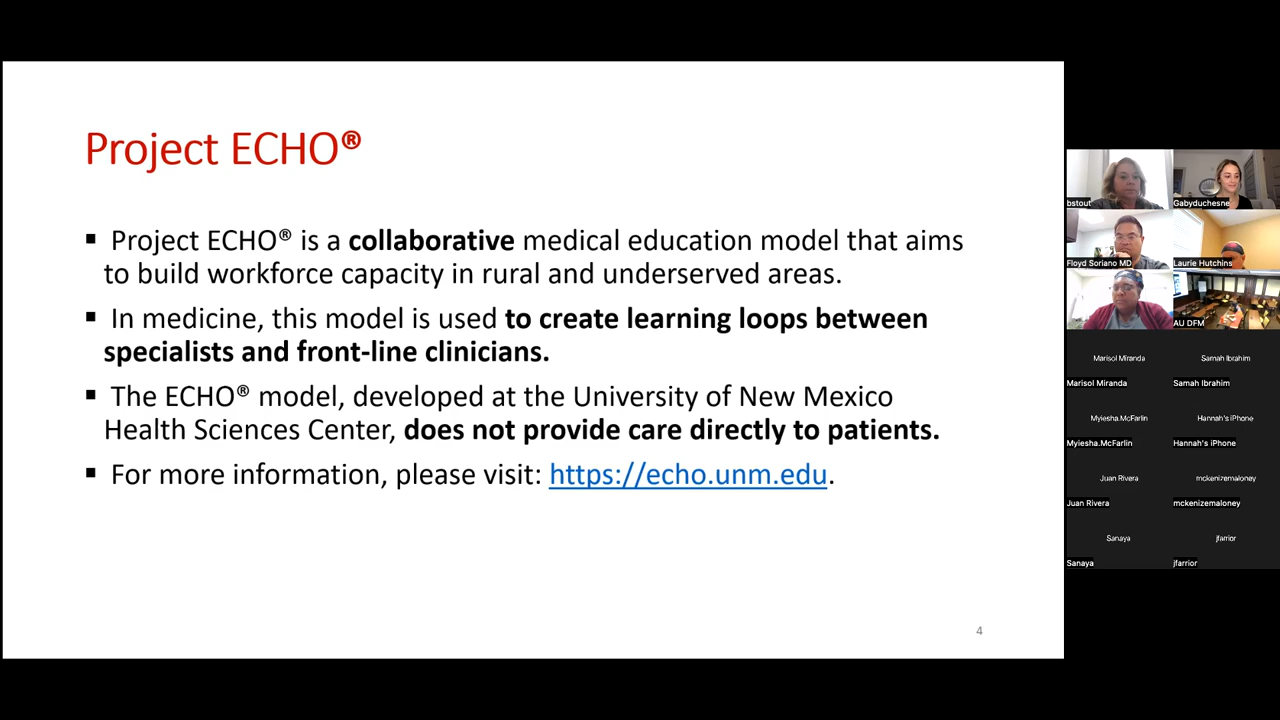 Project ECHO®
▪ Project ECHO® is a collaborative medical education model that aims
to build workforce capacity in rural and underserved areas.
▪ In medicine, this model is used to create learning loops between
specialists and front-line clinicians.
▪ The ECHO® model, developed at the University of New Mexico
Health Sciences Center, does not provide care directly to patients.
▪ For more information, please visit: https://echo.unm.edu.
4
bstout
Gabyduchesne
Floyd Soriano MD
Laurie Hutchins
AU DFM
Marisol Miranda
Samah Ibrahim
Marisol Miranda
Samah Ibrahim
Myiesha.McFarlin
Hannah's iPhone
Myiesha.McFarlin
Hannah's iPhone
Juan Rivera
mckenizemaloney
Juan Rivera
mckenizemaloney
Sanaya
jfarrior
Sanaya
jfarrior